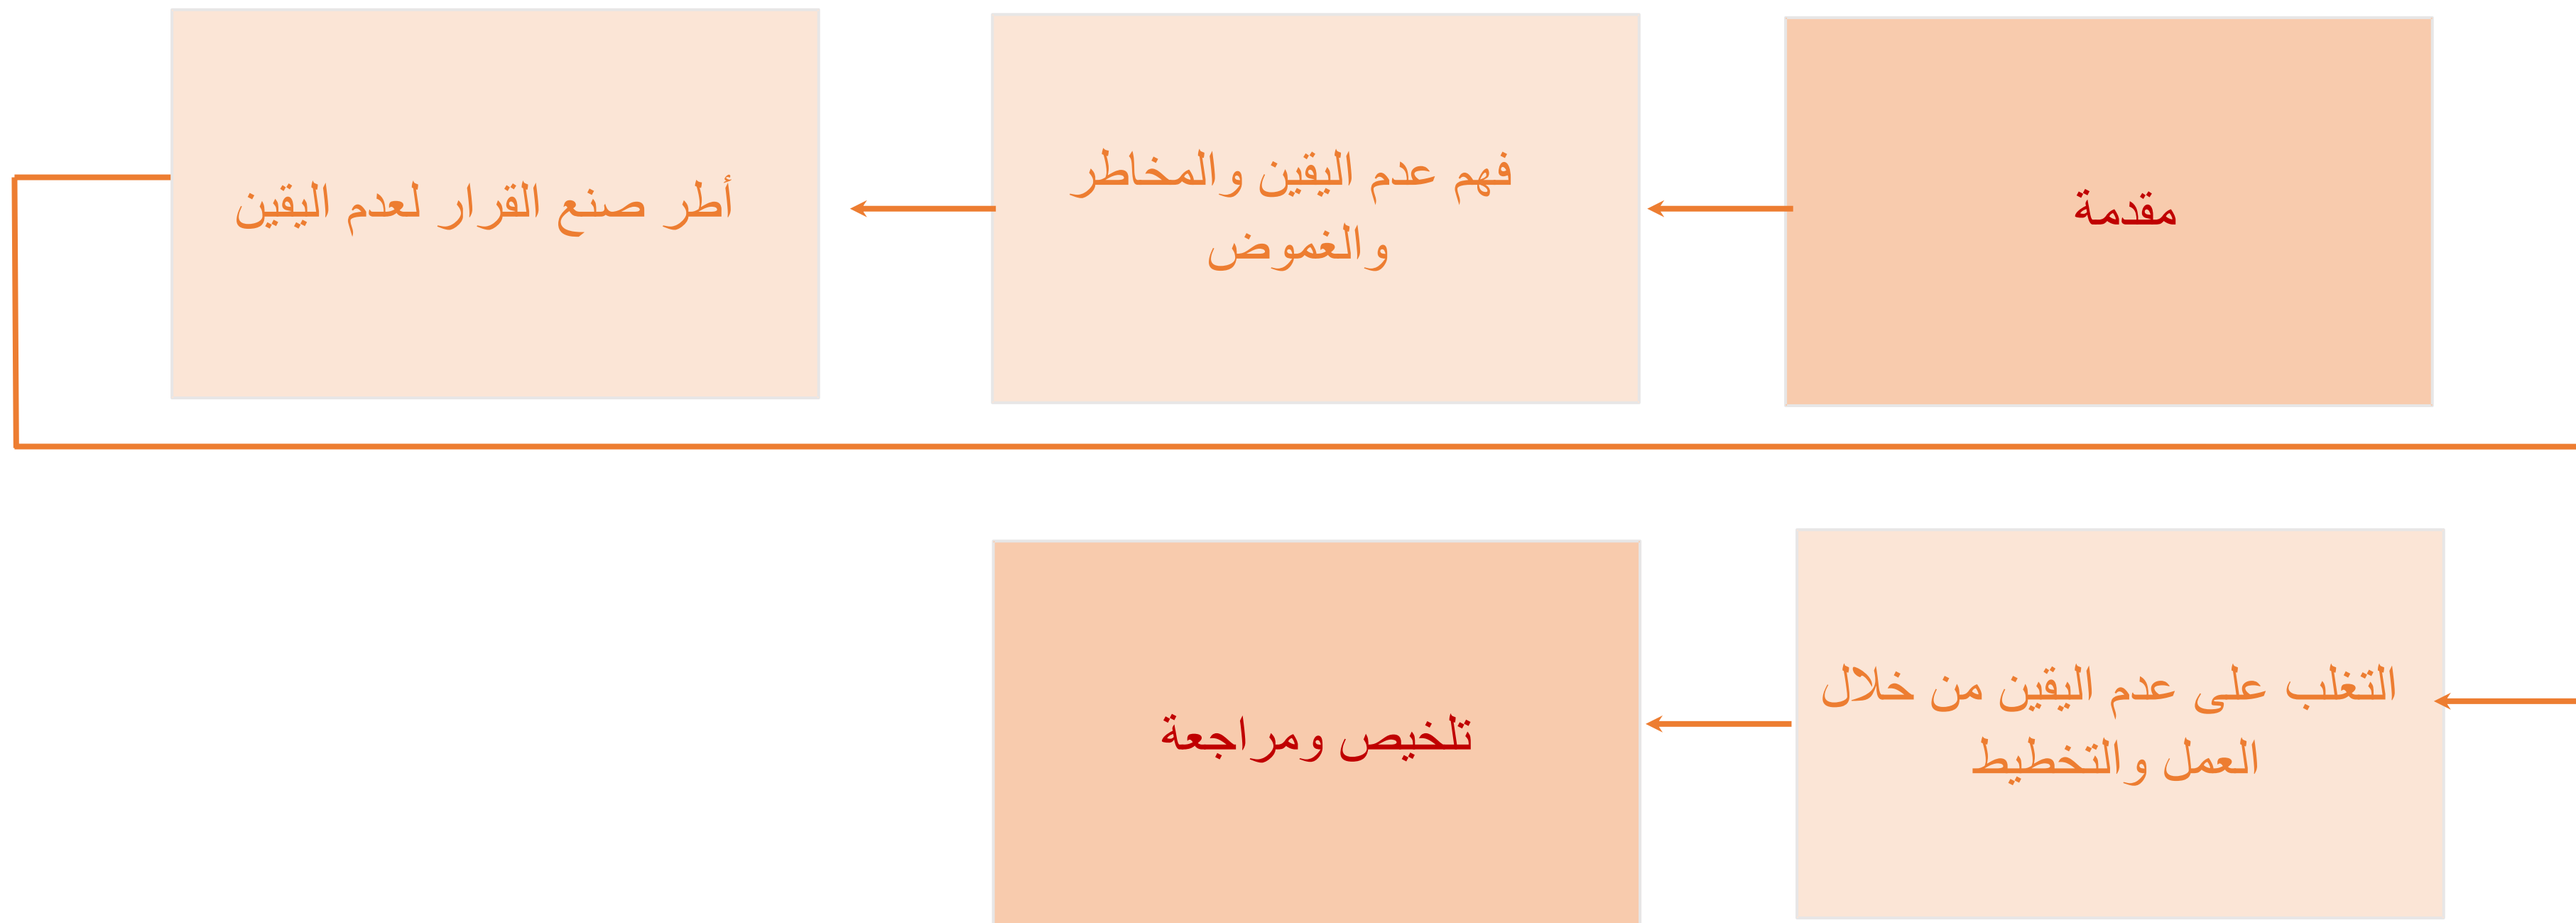 مقدمة
فهم عدم اليقين والمخاطر
والغموض
أطر صنع القرار لعدم اليقين
التغلب على عدم اليقين من خلال
العمل والتخطيط
تلخيص ومراجعة